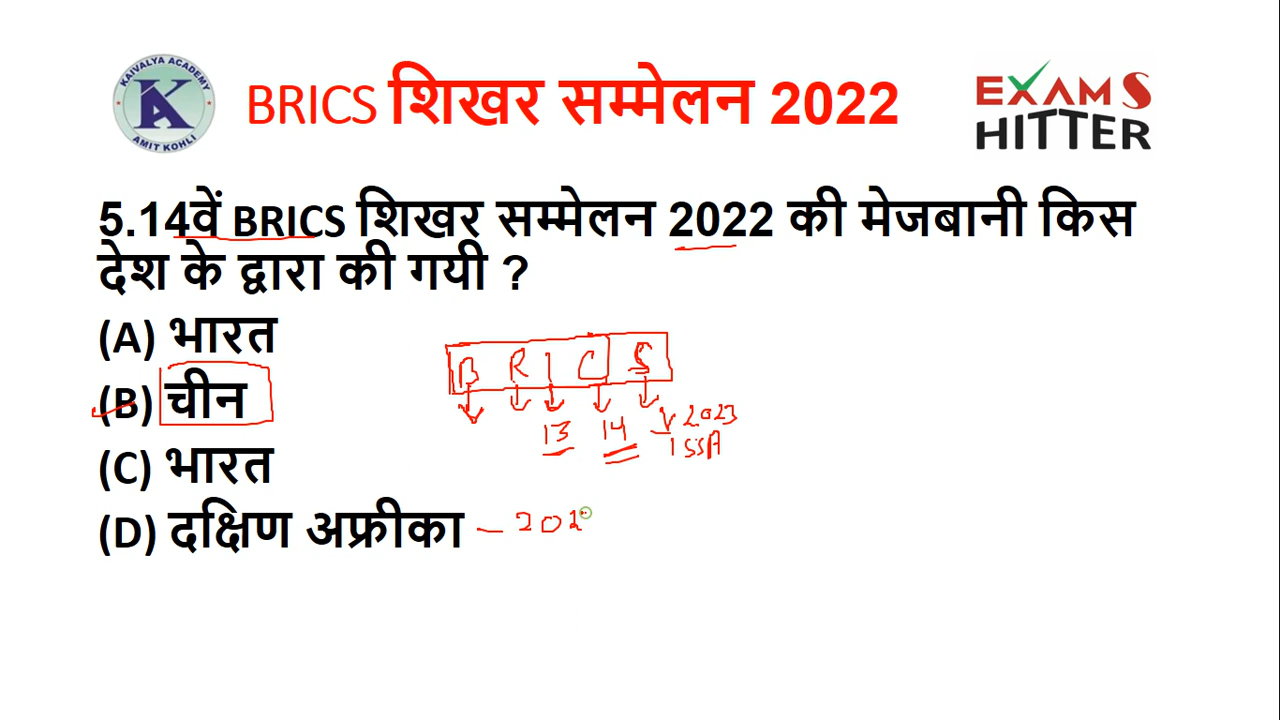 KAIVALYA ACADEMY
K
AMIT KOHLI
BRICS शिखर सम्मेलन 2022
EXAMS
HITTER
5.14वें BRICS शिखर सम्मेलन 2022 की मेजबानी किस
देश के द्वारा की गयी ?
(A) भारत
B R I C S
(B) चीन
13 14 2023
(C) भारत
(D) दक्षिण अफ्रीका – 202